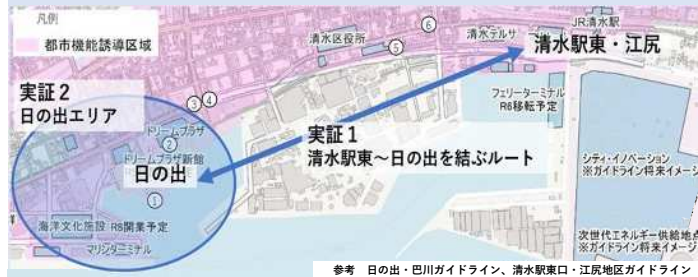 凡例
都市機能誘導区域
清水区役所
⑥
⑤
清水テルサ
JR清水駅
清水駅東・江尻
実証2
日の出エリア
③
④
フェリーターミナル
R6移転予定
ドリームプラザ
②
ドリームプラザ新館
日の出
①
実証1
清水駅東～日の出を結ぶルート
シティ・イノベーション
※ガイドライン将来イメージ
海洋文化施設 R8開業予定
マリンターミナル
次世代エネルギー供給地点
※ガイドライン将来イメージ
参考 日の出・巴川ガイドライン、清水駅東口・江尻地区ガイドライン